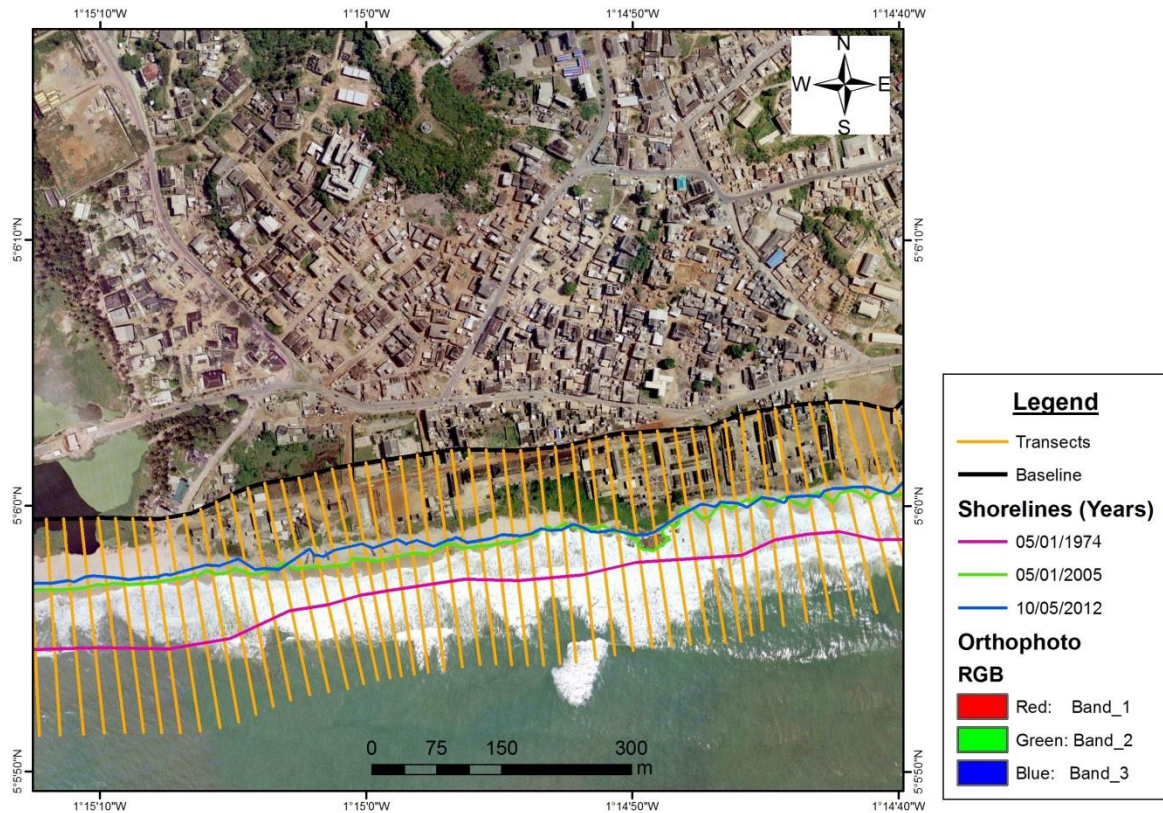 1°15'10"W 1°15'0"W 1°14'50"W 1°14'40"W
N
W E
S
5°6'10"N 5°6'10"N
5°6'0"N 5°6'0"N
5°5'50"N 5°5'50"N
0 75 150 300
m
1°15'10"W 1°15'0"W 1°14'50"W 1°14'40"W
Legend
Transects
Baseline
Shorelines (Years)
05/01/1974
05/01/2005
10/05/2012
Orthophoto
RGB
Red: Band_1
Green: Band_2
Blue: Band_3